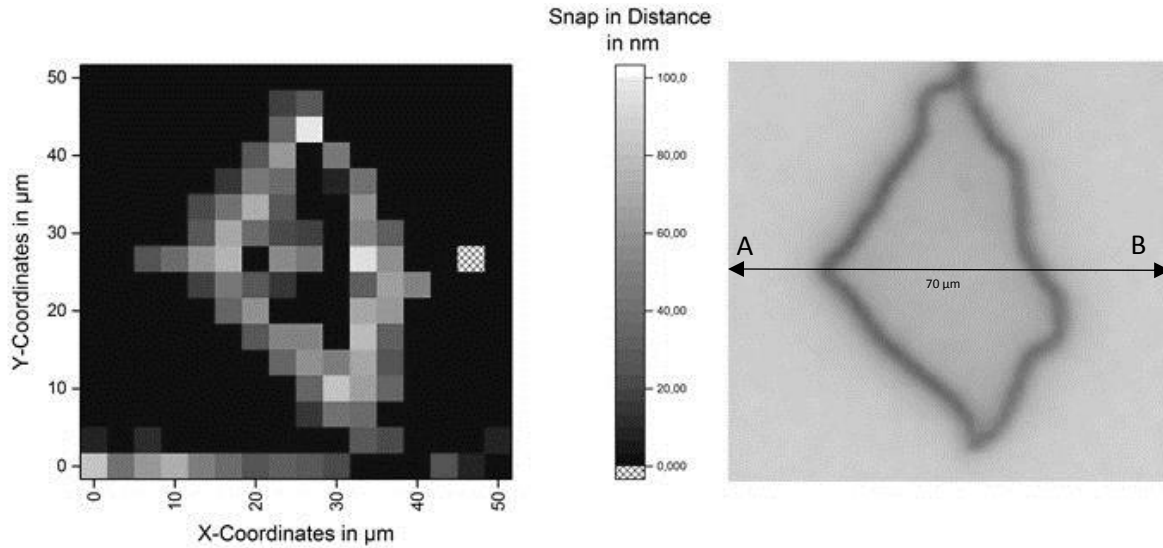 Snap in Distance
in nm
50
40
30
20
10
0
Y-Coordinates in µm
0
10
20
30
40
50
X-Coordinates in µm
100,0
80,00
60,00
40,00
20,00
0,000
A
B
70 µm